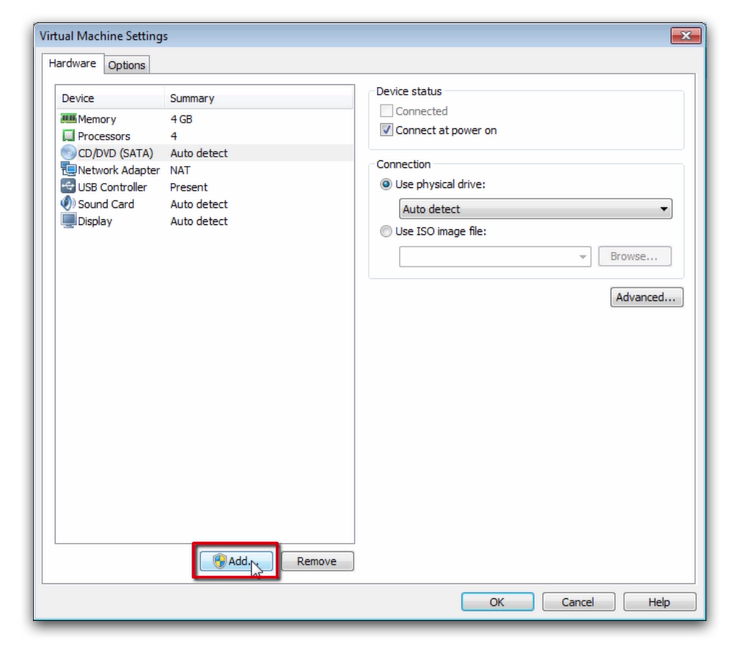 Virtual Machine Settings
Hardware
Options
Device Summary
Memory 4 GB
Processors 4
CD/DVD (SATA) Auto detect
Network Adapter NAT
USB Controller Present
Sound Card Auto detect
Display Auto detect
Add...
Remove
Device status
Connected
Connect at power on
Connection
Use physical drive:
Auto detect
Use ISO image file:
Browse...
Advanced...
OK
Cancel
Help